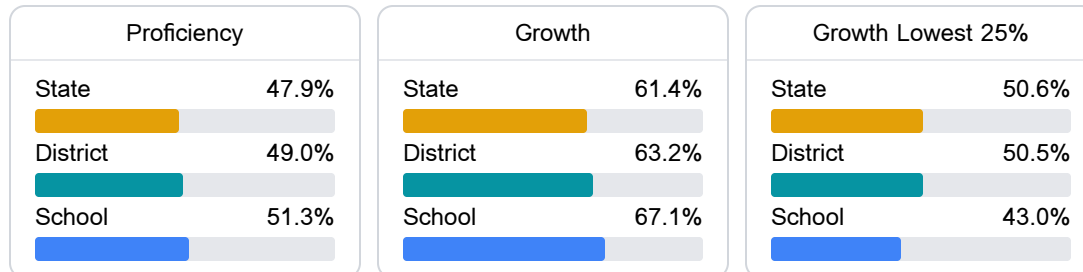 Proficiency
State 47.9%
District 49.0%
School 51.3%
Growth
State 61.4%
District 63.2%
School 67.1%
Growth Lowest 25%
State 50.6%
District 50.5%
School 43.0%